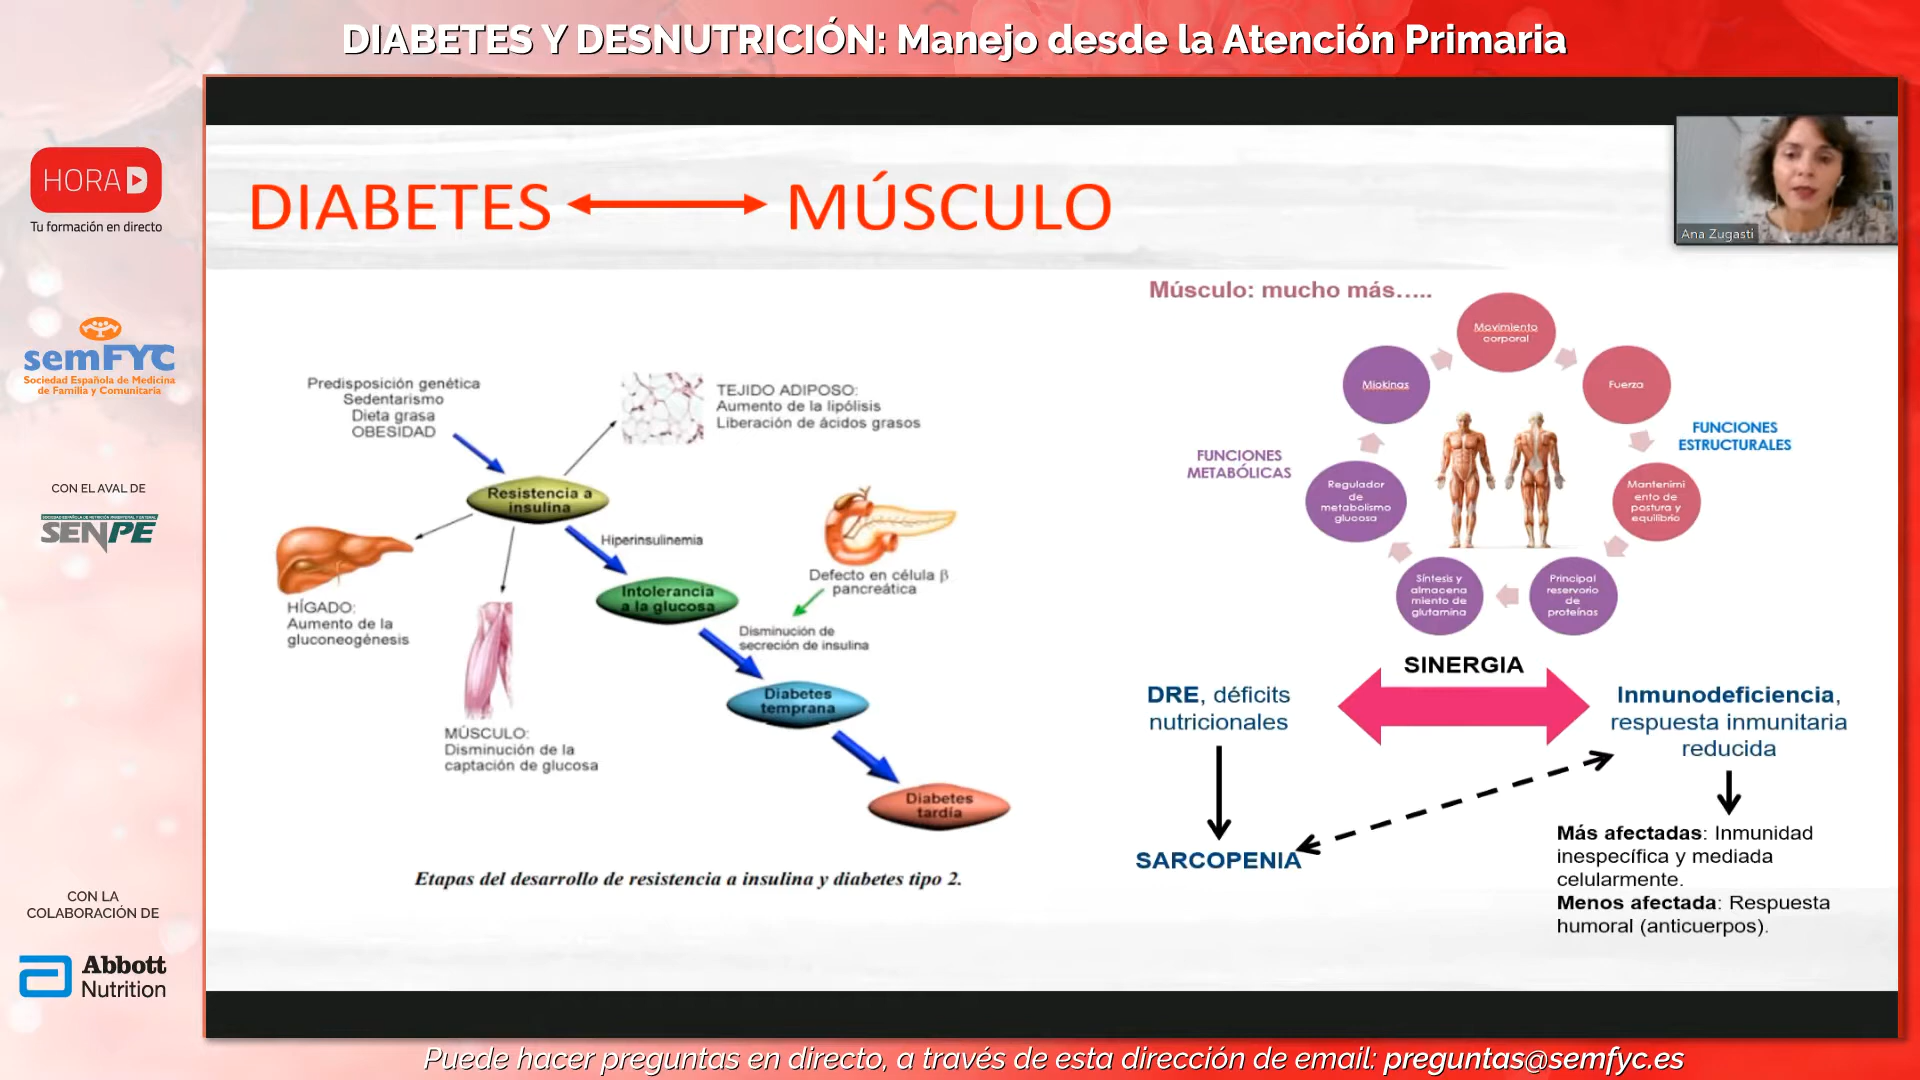 DIABETES Y DESNUTRICIÓN: Manejo desde la Atención Primaria
HORA D
Tu formación en directo
semFYC
Sociedad Española de Medicina
de Familia y Comunitaria
CON EL AVAL DE
SENPE
CON LA
COLABORACIÓN DE
Abbott
Nutrition
DIABETES
MÚSCULO
Ana Zugasti
Predisposición genética
Sedentarismo
Dieta grasa
OBESIDAD
TEJIDO ADIPOSO:
Aumento de la lipólisis
Liberación de ácidos grasos
Resistencia a
insulina
Hiperinsulinemia
HÍGADO:
Aumento de la
gluconeogénesis
Intolerancia
a la glucosa
Defecto en célula β
pancreática
Disminución de
secreción de insulina
MÚSCULO:
Disminución de la
captación de glucosa
Diabetes
temprana
Diabetes
tardía
Etapas del desarrollo de resistencia a insulina y diabetes tipo 2.
Músculo: mucho más.....
Movimiento
corporal
Fuerza
FUNCIONES
ESTRUCTURALES
Mantenimi
ento de
postura y
equilibrio
Principal
reservorio
de
proteínas
Síntesis y
almacena
miento de
glutamina
Regulador
de
metabolismo
glucosa
FUNCIONES
METABÓLICAS
Miokinas
SINERGIA
DRE, déficits
nutricionales
Inmunodeficiencia,
respuesta inmunitaria
reducida
SARCOPENIA
Más afectadas: Inmunidad
inespecífica y mediada
celularmente.
Menos afectada: Respuesta
humoral (anticuerpos).
Puede hacer preguntas en directo, a través de esta dirección de email: preguntas@semfyc.es